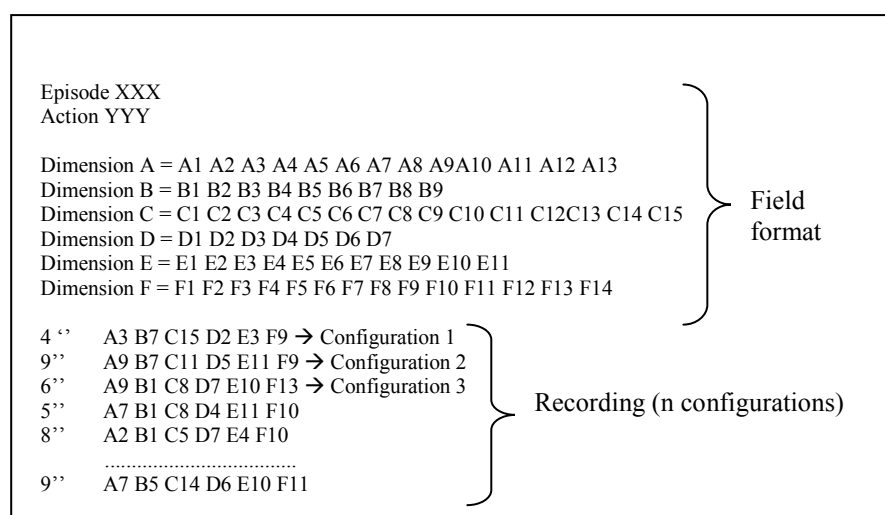 Episode XXX
Action YYY
Dimension A = A1 A2 A3 A4 A5 A6 A7 A8 A9A10 A11 A12 A13
Dimension B = B1 B2 B3 B4 B5 B6 B7 B8 B9
Dimension C = C1 C2 C3 C4 C5 C6 C7 C8 C9 C10 C11 C12C13 C14 C15
Dimension D = D1 D2 D3 D4 D5 D6 D7
Dimension E = E1 E2 E3 E4 E5 E6 E7 E8 E9 E10 E11
Dimension F = F1 F2 F3 F4 F5 F6 F7 F8 F9 F10 F11 F12 F13 F14
Field
format
4 ‘’ A3 B7 C15 D2 E3 F9 → Configuration 1
9’’ A9 B7 C11 D5 E11 F9 → Configuration 2
6’’ A9 B1 C8 D7 E10 F13 → Configuration 3
5’’ A7 B1 C8 D4 E11 F10
8’’ A2 B1 C5 D7 E4 F10
....................................
9’’ A7 B5 C14 D6 E10 F11
Recording (n configurations)